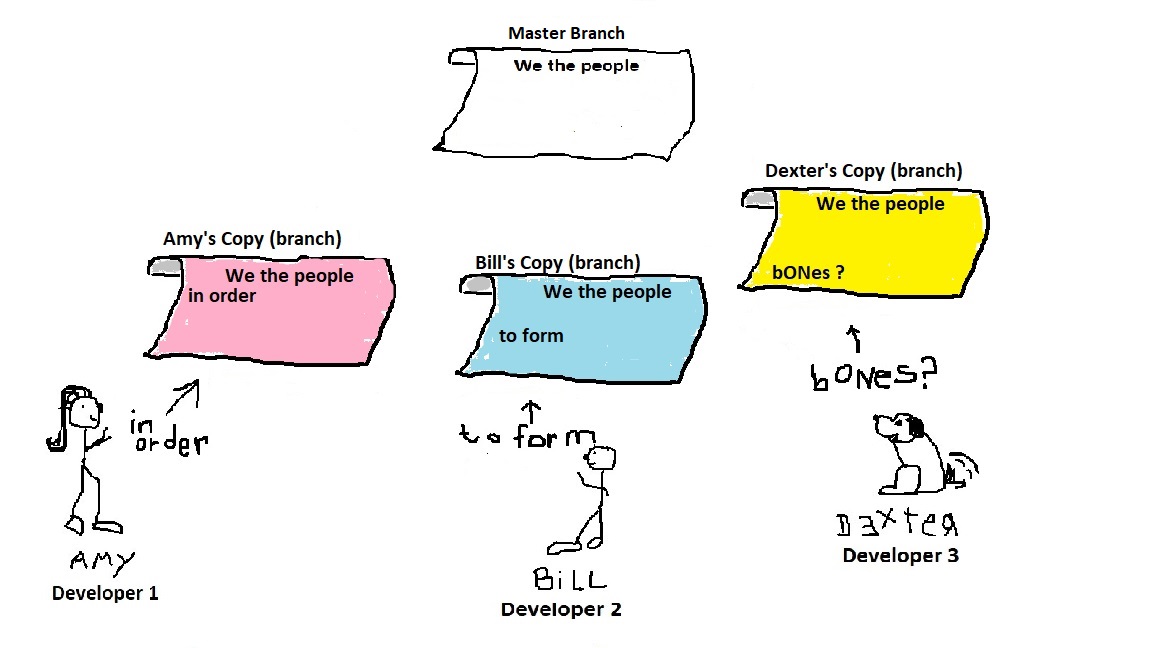 Master Branch
We the people
Dexter's Copy (branch)
We the people
bONes ?
Amy's Copy (branch)
We the people
in order
Bill's Copy (branch)
We the people
to form
bONes?
in
order
to form
DExteR
Developer 3
AMY
Developer 1
BiLL
Developer 2